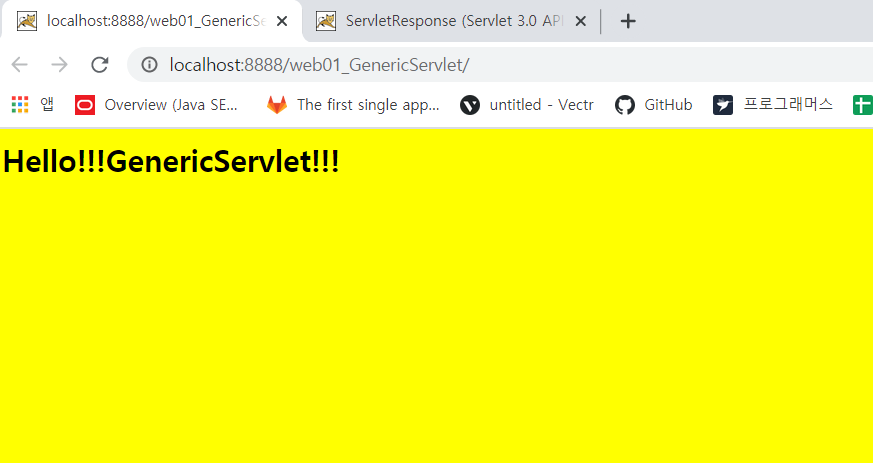 localhost:8888/web01_GenericSe
ServletResponse (Servlet 3.0 API
localhost:8888/web01_GenericServlet/
앱 Overview (Java SE... The first single app... untitled - Vectr GitHub 프로그래머스
Hello!!!GenericServlet!!!